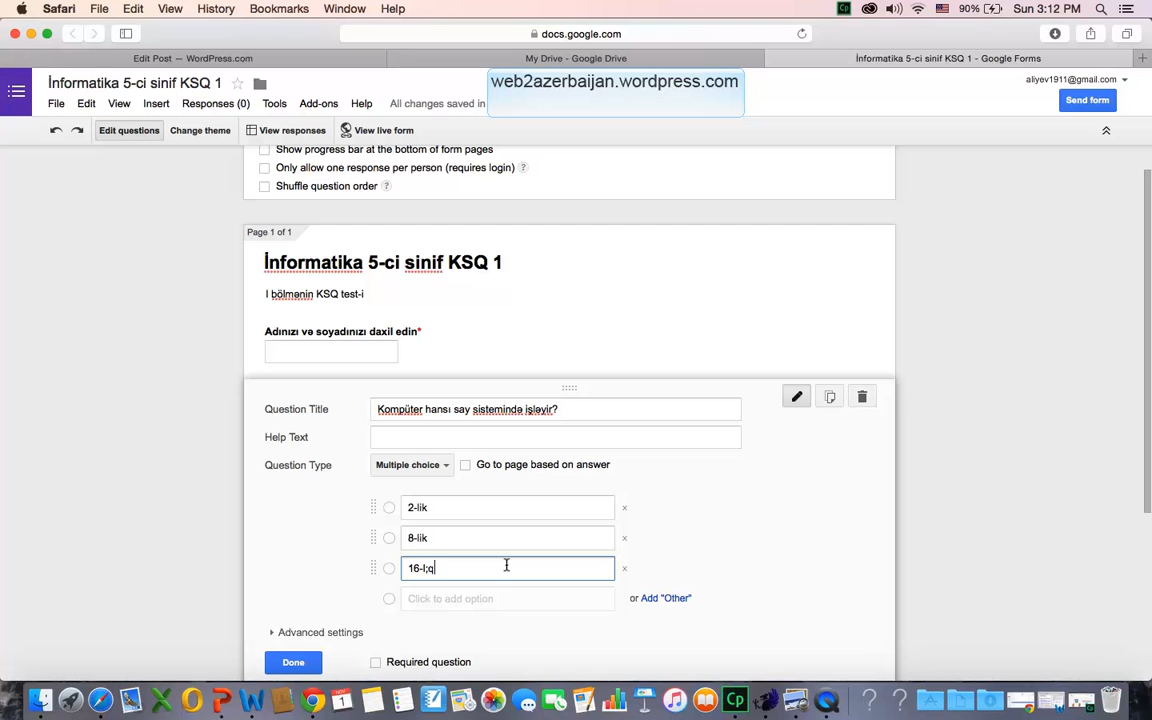 Safari File Edit View History Bookmarks Window Help 90% Sun 3:12 PM
docs.google.com
Edit Post — WordPress.com My Drive - Google Drive İnformatika 5-ci sinif KSQ 1 - Google Forms
İnformatika 5-ci sinif KSQ 1 aliyev1911@gmail.com
web2azerbaijan.wordpress.com
File Edit View Insert Responses (0) Tools Add-ons Help All changes saved in Send form
Edit questions Change theme View responses View live form
Show progress bar at the bottom of form pages
Only allow one response per person (requires login) ?
Shuffle question order ?
Page 1 of 1
İnformatika 5-ci sinif KSQ 1
I bölmənin KSQ test-i
Adınızı və soyadınızı daxil edin*
Question Title Kompüter hansı say sistemində işləyir?
Help Text
Question Type Multiple choice Go to page based on answer
2-lik x
8-lik x
16-l;q x
Click to add option or Add "Other"
Advanced settings
Done Required question